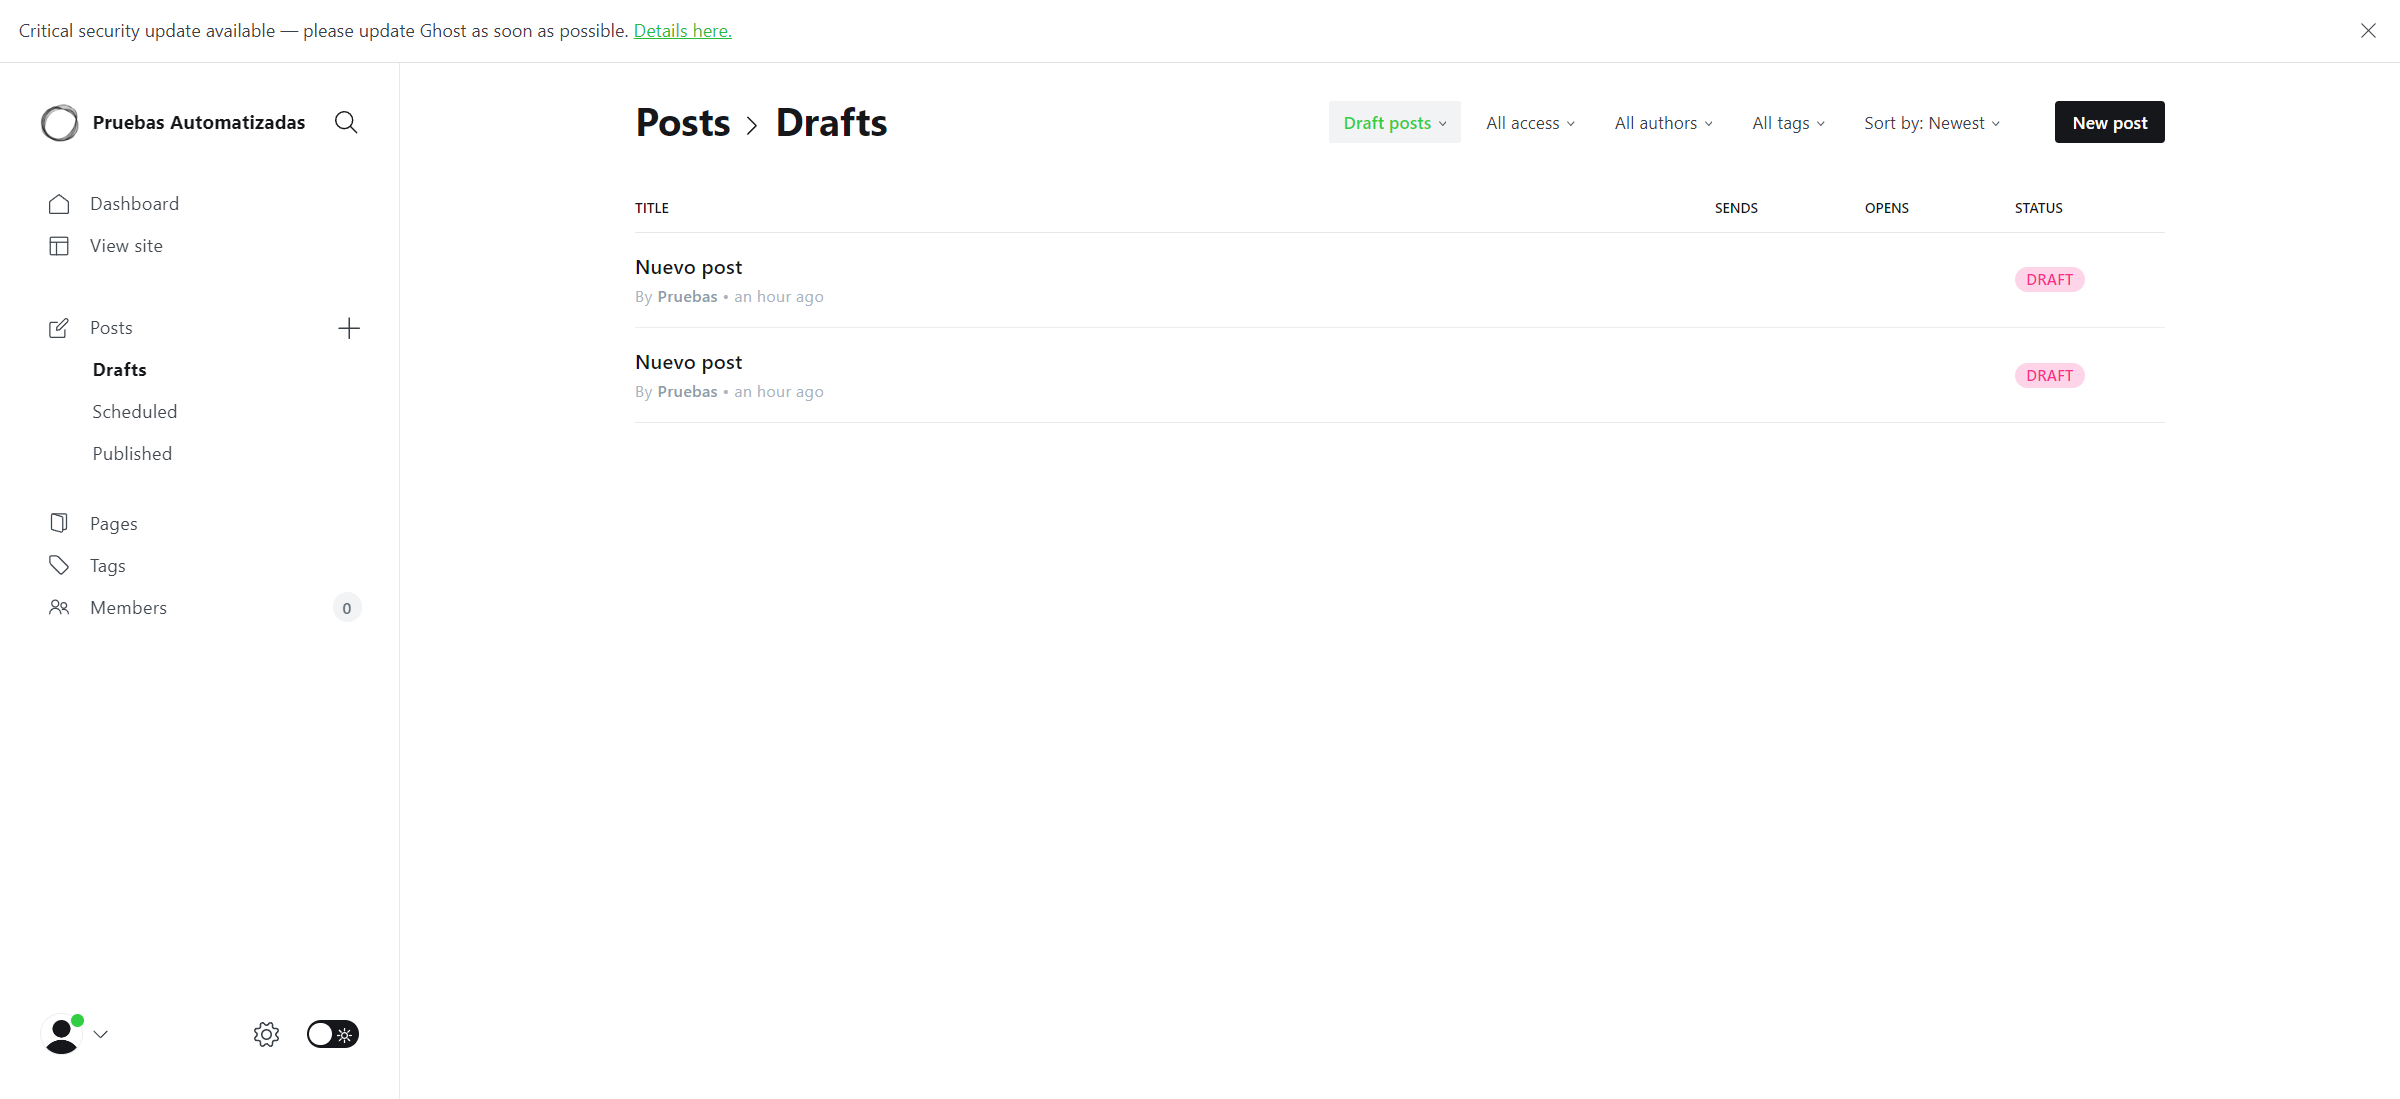 Critical security update available — please update Ghost as soon as possible. Details here.
Pruebas Automatizadas
Dashboard
View site
Posts
Drafts
Scheduled
Published
Pages
Tags
Members 0
Posts > Drafts
Draft posts
All access
All authors
All tags
Sort by: Newest
New post
TITLE SENDS OPENS STATUS
Nuevo post
By Pruebas • an hour ago
DRAFT
Nuevo post
By Pruebas • an hour ago
DRAFT